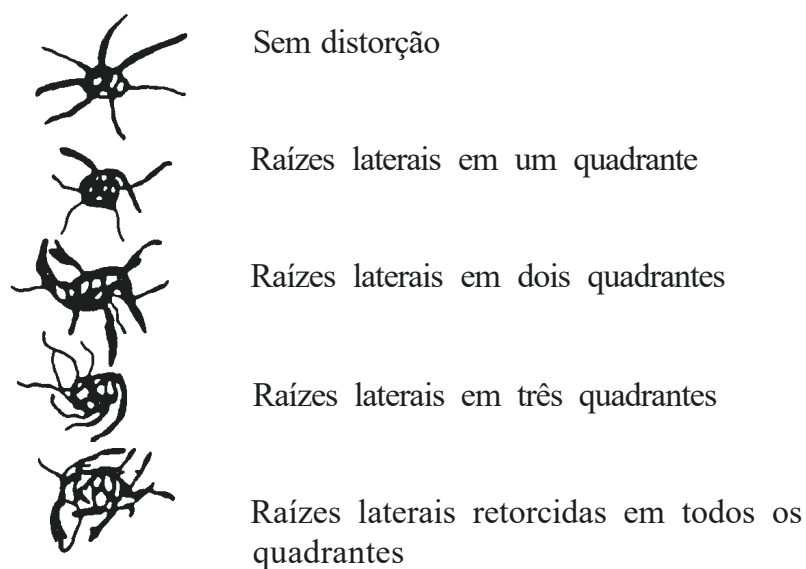 Sem distorção
Raízes laterais em um quadrante
Raízes laterais em dois quadrantes
Raízes laterais em três quadrantes
Raízes laterais retorcidas em todos os
quadrantes